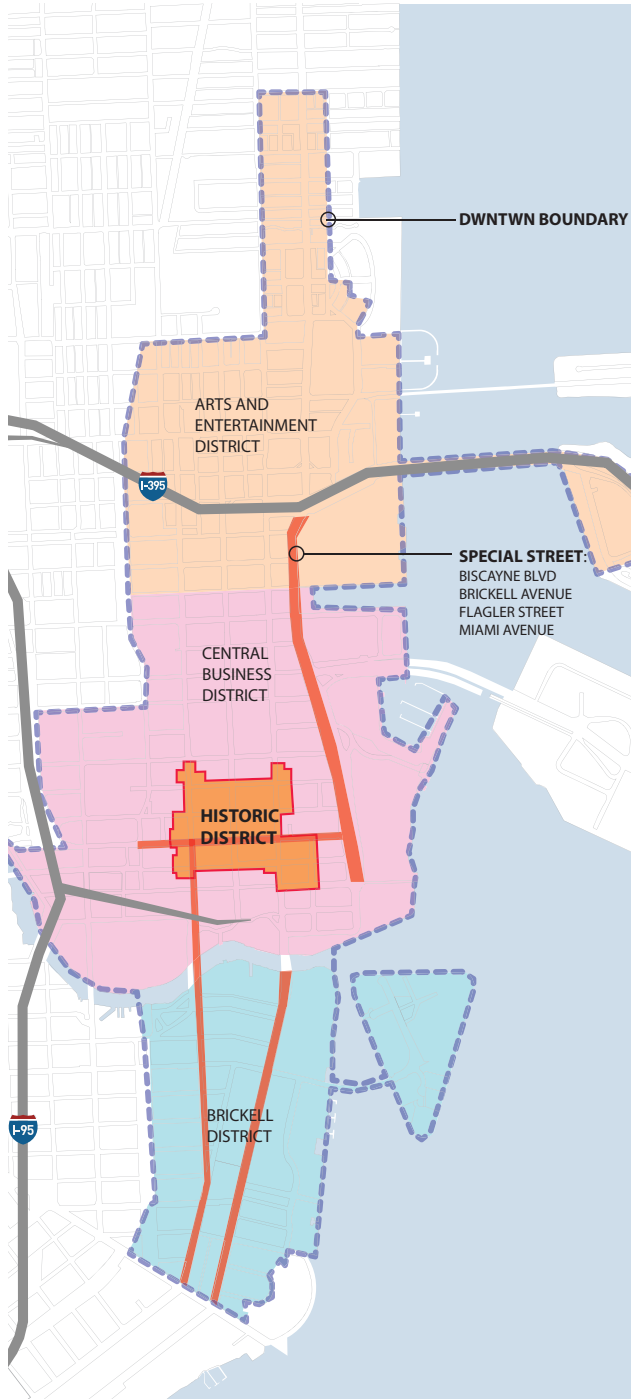 DWNTWN BOUNDARY
ARTS AND
ENTERTAINMENT
DISTRICT
I-395
SPECIAL STREET:
BISCAYNE BLVD
BRICKELL AVENUE
FLAGLER STREET
MIAMI AVENUE
CENTRAL
BUSINESS
DISTRICT
HISTORIC
DISTRICT
BRICKELL
DISTRICT
I-95